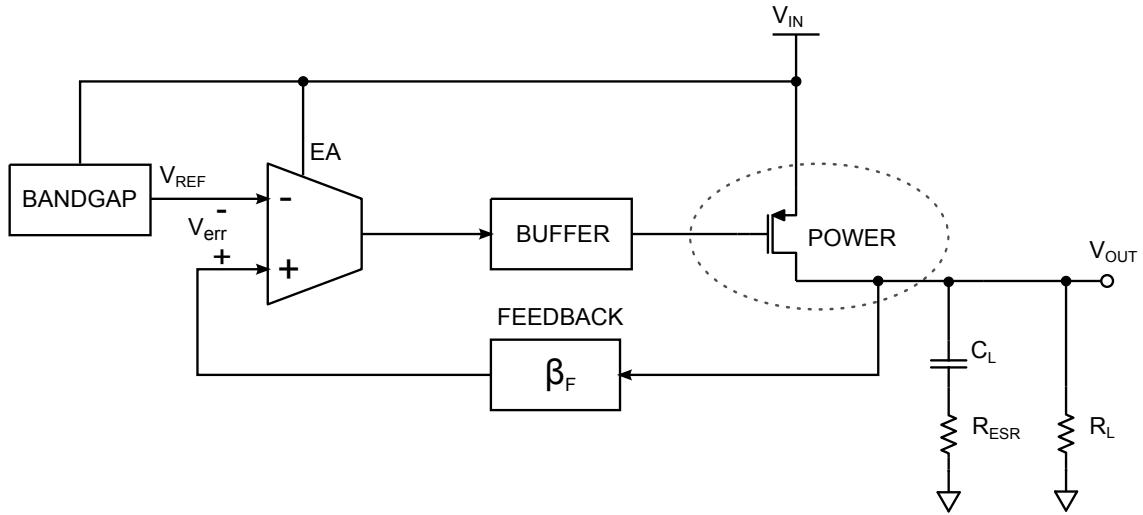 V_IN
EA
BANDGAP
V_REF
-
-
V_err
+
+
BUFFER
POWER
V_OUT
FEEDBACK
β_F
C_L
R_ESR
R_L